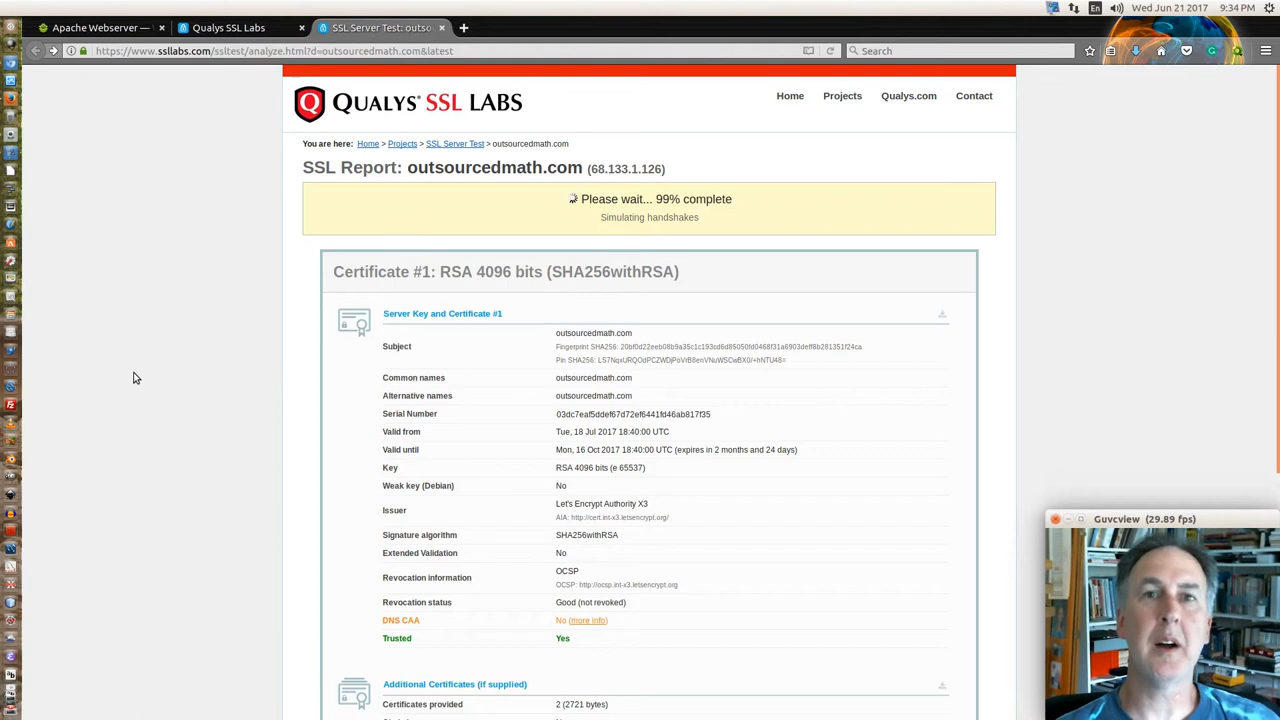 En
Wed Jun 21 2017
9:34 PM
Apache Webserver —
Qualys SSL Labs
SSL Server Test: outso
https://www.ssllabs.com/ssltest/analyze.html?d=outsourcedmath.com&latest
Search
QUALYS® SSL LABS
Home
Projects
Qualys.com
Contact
You are here: Home > Projects > SSL Server Test > outsourcedmath.com
SSL Report: outsourcedmath.com (68.133.1.126)
Please wait... 99% complete
Simulating handshakes
Certificate #1: RSA 4096 bits (SHA256withRSA)
Server Key and Certificate #1
Subject
outsourcedmath.com
Fingerprint SHA256: 20bf0d22eeb08b9a35c1c193cd6d85050fd0468f31a6903deff8b281351f24ca
Pin SHA256: LS7NqxURQOdPCZWDjPoVrB8enVNuWSCwBX0/+hNTU48=
Common names outsourcedmath.com
Alternative names outsourcedmath.com
Serial Number 03dc7eaf5ddef67d72ef6441fd46ab817f35
Valid from Tue, 18 Jul 2017 18:40:00 UTC
Valid until Mon, 16 Oct 2017 18:40:00 UTC (expires in 2 months and 24 days)
Key RSA 4096 bits (e 65537)
Weak key (Debian) No
Issuer
Let's Encrypt Authority X3
AIA: http://cert.int-x3.letsencrypt.org/
Signature algorithm SHA256withRSA
Extended Validation No
Revocation information
OCSP
OCSP: http://ocsp.int-x3.letsencrypt.org
Revocation status Good (not revoked)
DNS CAA No (more info)
Trusted Yes
Additional Certificates (if supplied)
Certificates provided 2 (2721 bytes)
Guvcview (29.89 fps)